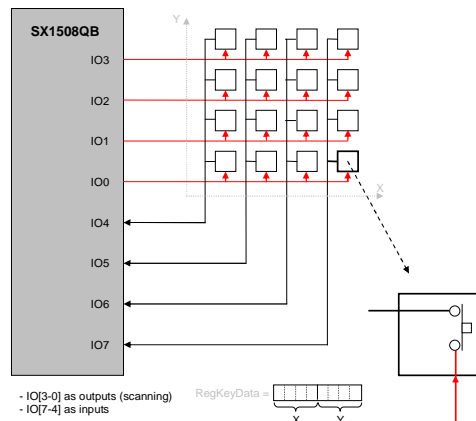 SX1508QB
Y
IO3
IO2
IO1
IO0
X
IO4
IO5
IO6
IO7
- IO[3-0] as outputs (scanning)
- IO[7-4] as inputs
RegKeyData =
X Y